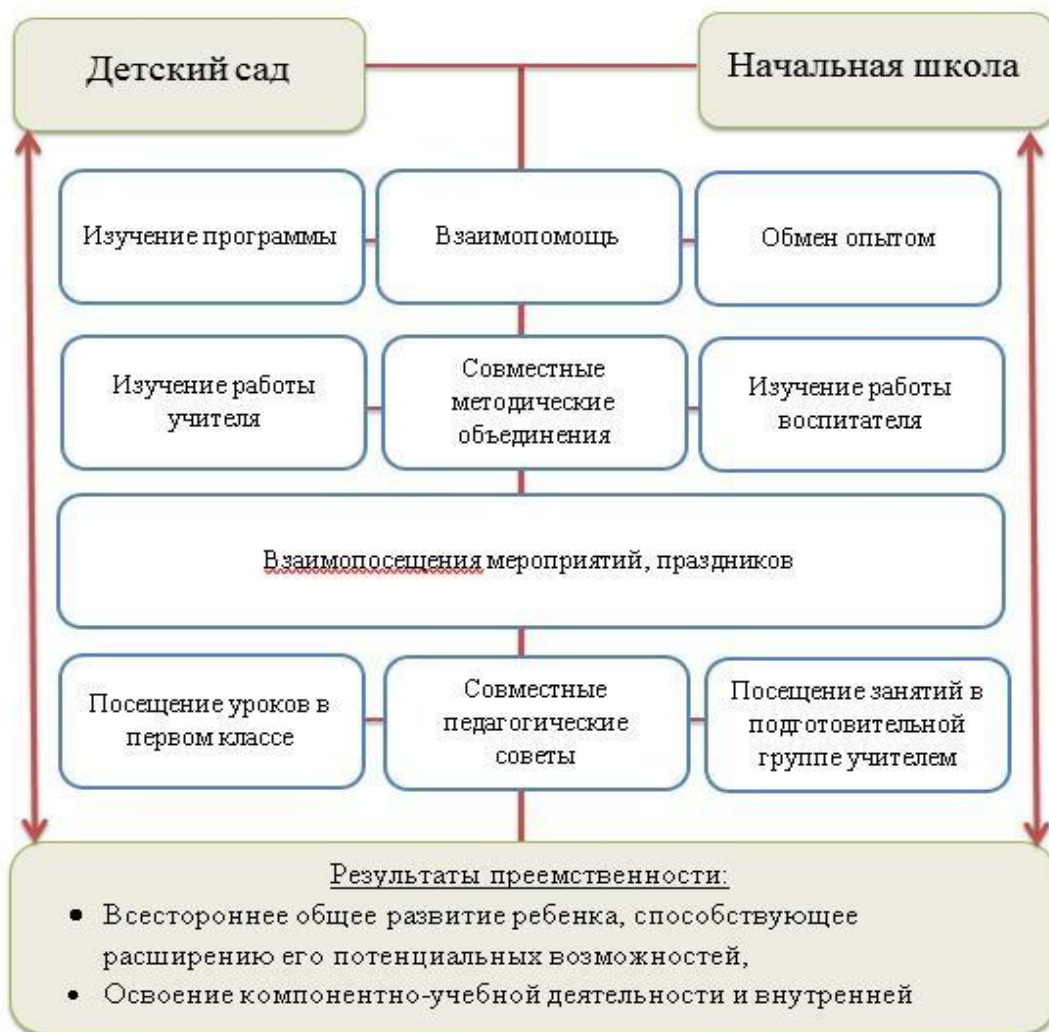 Детский сад
Начальная школа
Изучение программы
Взаимопомощь
Обмен опытом
Изучение работы
учителя
Совместные
методические
объединения
Изучение работы
воспитателя
Взаимопосещения мероприятий, праздников
Посещение уроков в
первом классе
Совместные
педагогические
советы
Посещение занятий в
подготовительной
группе учителем
Результаты преемственности:
• Всестороннее общее развитие ребенка, способствующее
расширению его потенциальных возможностей,
• Освоение компонентно-учебной деятельности и внутренней